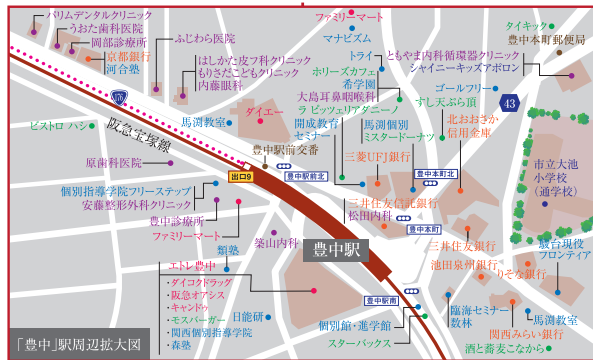 パリムデンタルクリニック
うおた歯科医院
岡部診療所
京都銀行
河合塾
ふじわら医院
はしかた皮フ科クリニック
もりさだこどもクリニック
内藤眼科
ファミリーマート
マナビズム
トライ
ホリーズカフェ
希学園
大島耳鼻咽喉科
ラ ピッツェリアダニーノ
タイキック
豊中本町郵便局
ともやま内科循環器クリニック
シャイニーキッズアポロン
ゴールフリー
すし天ぷら頂
43
北おおさか
信用金庫
176
ビストロ ハシ
阪急宝塚線
馬渕教室
ダイエー
開成教育
セミナー
馬渕個別
ミスタードーナツ
豊中駅前交番
三菱UFJ銀行
原歯科医院
出口9
豊中駅前北
豊中本町北
市立大池
小学校
(通学校)
個別指導学院フリーステップ
安藤整形外科クリニック
豊中診療所
ファミリーマート
三井住友信託銀行
松田内科
豊中本町
類塾
築山内科
豊中駅
三井住友銀行
池田泉州銀行
りそな銀行
駿台現役
フロンティア
エトレ豊中
・ダイコクドラッグ
・阪急オアシス
・キャンドゥ
・モスバーガー
・関西個別指導学院
・森塾
日能研
豊中駅南
個別館・進学館
スターバックス
臨海セミナー
数林
馬渕教室
関西みらい銀行
酒と蕎麦こなから
「豊中」駅周辺拡大図